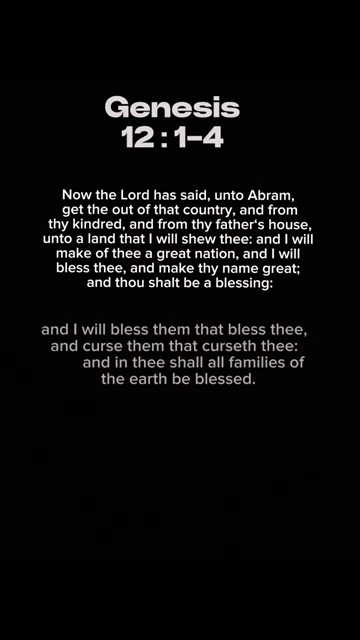 Genesis
12 : 1-4
Now the Lord has said, unto Abram,
get the out of that country, and from
thy kindred, and from thy father‘s house,
unto a land that I will shew thee: and I will
make of thee a great nation, and I will
bless thee, and make thy name great;
and thou shalt be a blessing:
and I will bless them that bless thee,
and curse them that curseth thee:
and in thee shall all families of
the earth be blessed.